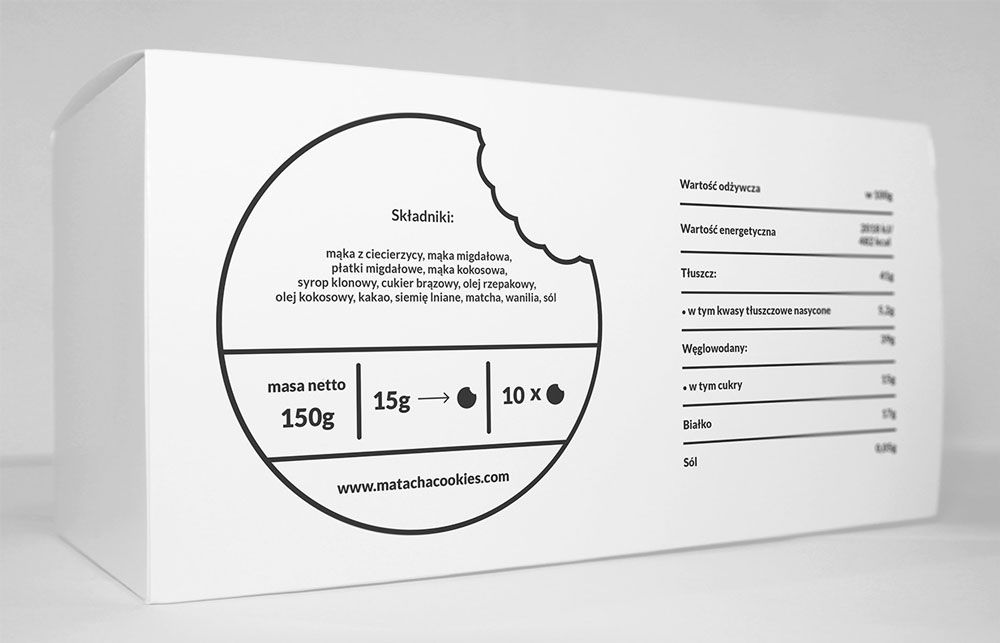 Składniki:
mąka z ciecierzycy, mąka migdałowa,
płatki migdałowe, mąka kokosowa,
syrop klonowy, cukier brązowy, olej rzepakowy,
olej kokosowy, kakao, siemię lniane, matcha, wanilia, sól
masa netto
150g
15g
10 x
www.matachacookies.com
Wartość odżywcza w 100g
Wartość energetyczna
482 kcal
Tłuszcz:
• w tym kwasy tłuszczowe nasycone
Węglowodany:
• w tym cukry
Białko
Sól